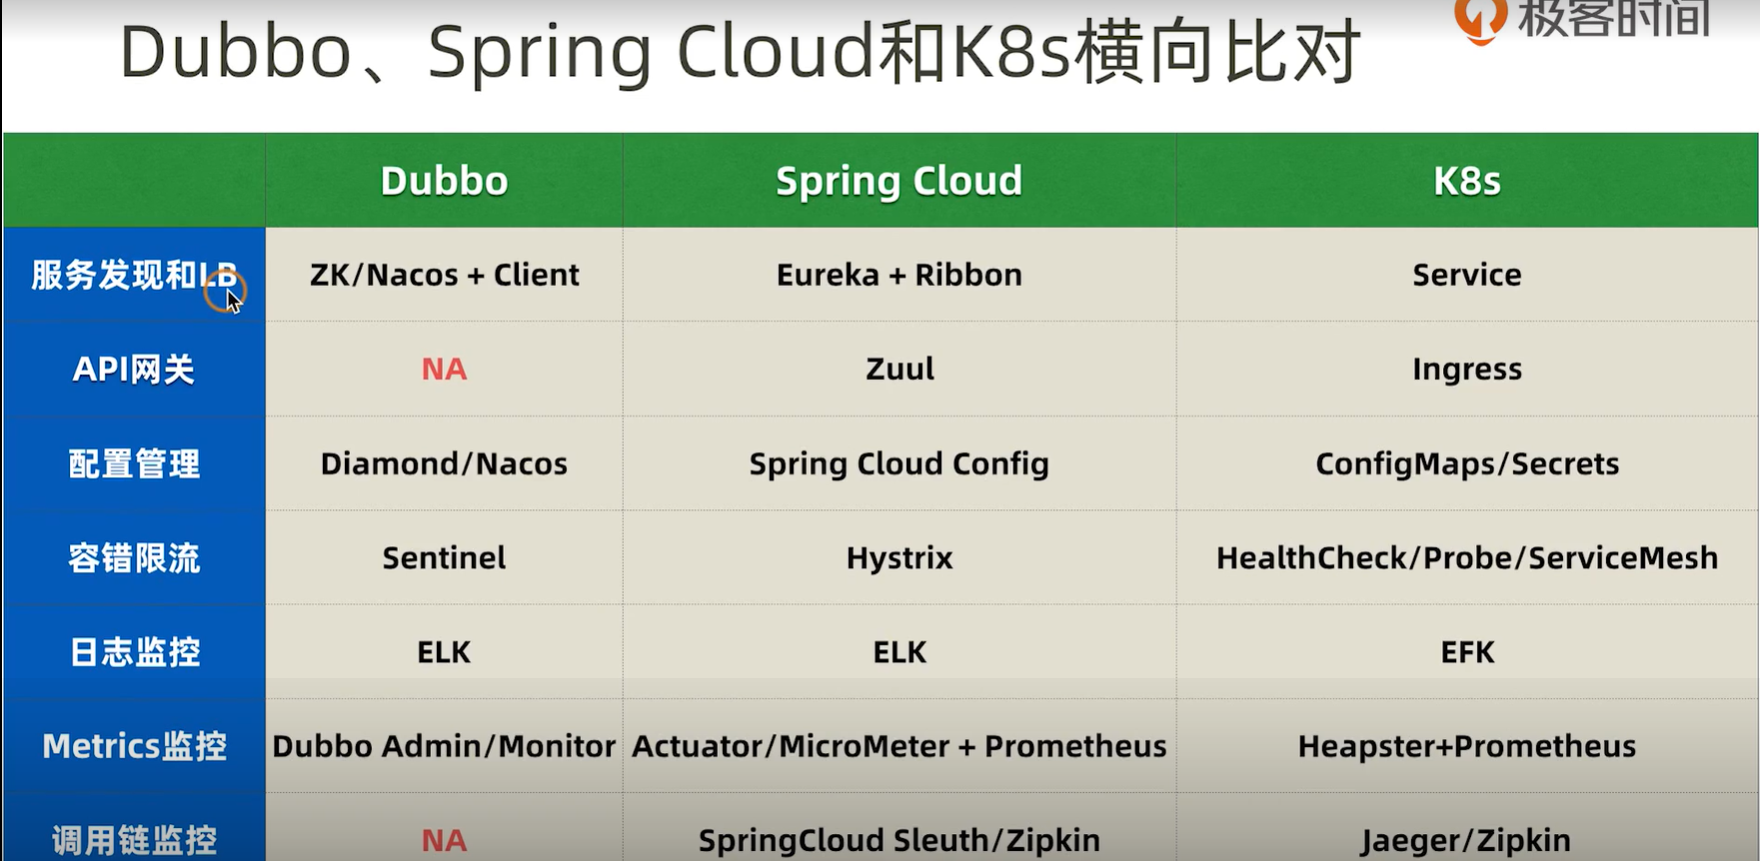 极客时间
Dubbo、Spring Cloud和K8s横向比对
Dubbo Spring Cloud K8s
服务发现和LB ZK/Nacos + Client Eureka + Ribbon Service
API网关 NA Zuul Ingress
配置管理 Diamond/Nacos Spring Cloud Config ConfigMaps/Secrets
容错限流 Sentinel Hystrix HealthCheck/Probe/ServiceMesh
日志监控 ELK ELK EFK
Metrics监控 Dubbo Admin/Monitor Actuator/MicroMeter + Prometheus Heapster+Prometheus
调用链监控 NA SpringCloud Sleuth/Zipkin Jaeger/Zipkin